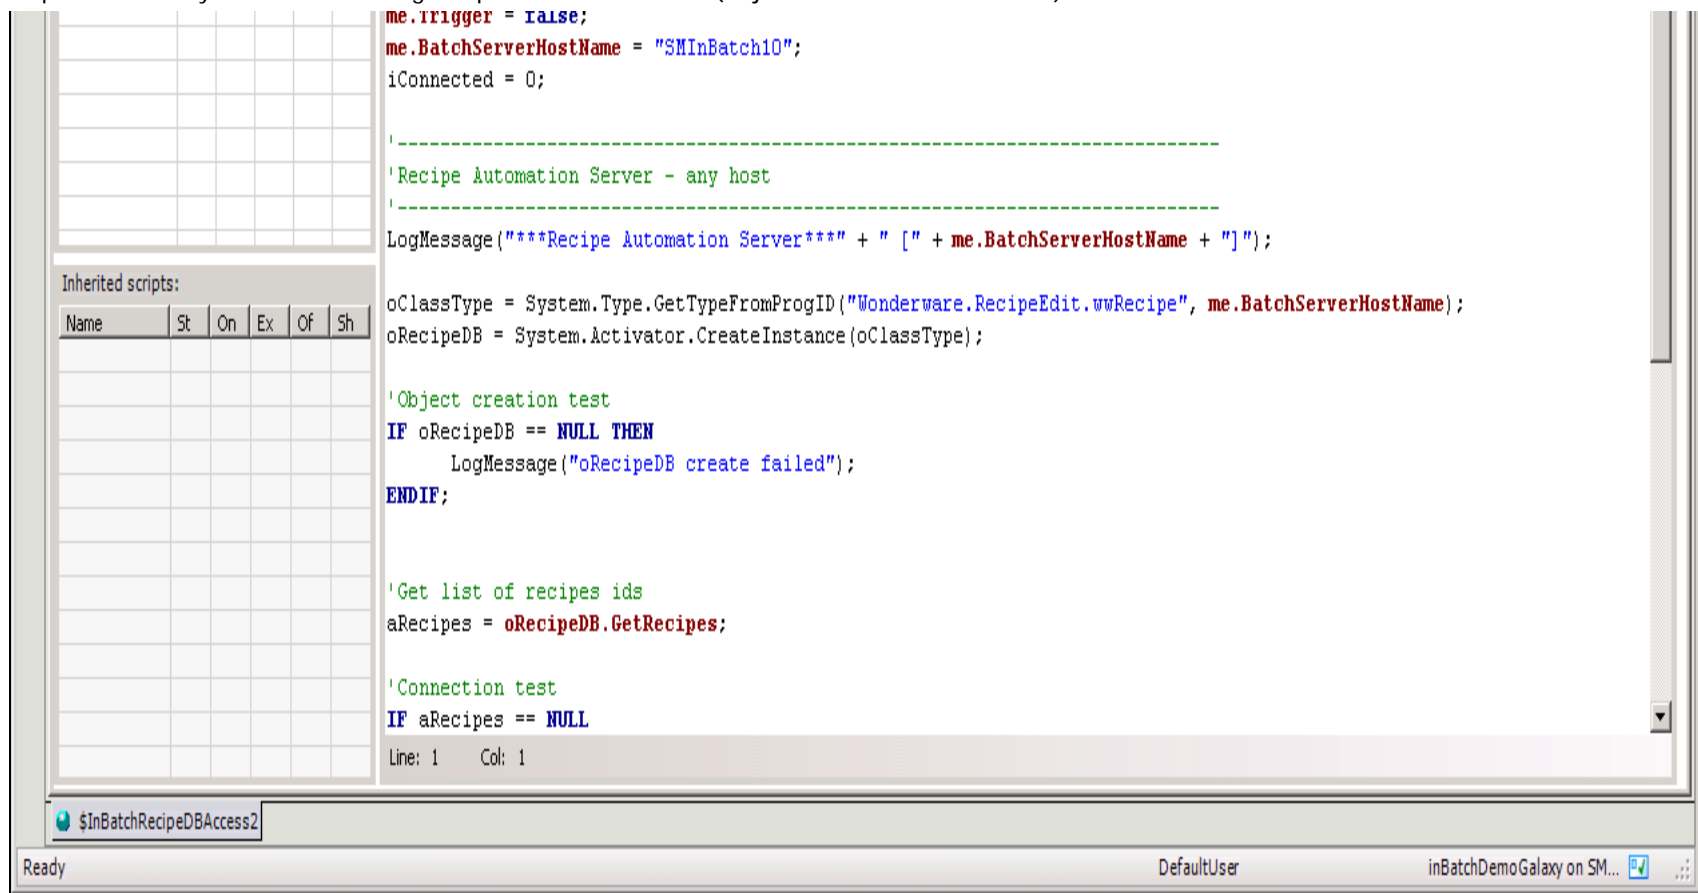 me.Trigger = false;
me.BatchServerHostName = "SMInBatch10";
iConnected = 0;
'-----------------------------------------------------------------------------
'Recipe Automation Server - any host
'-----------------------------------------------------------------------------
LogMessage("***Recipe Automation Server***" + " [" + me.BatchServerHostName + "]");
Inherited scripts:
Name St On Ex Of Sh
oClassType = System.Type.GetTypeFromProgID("Wonderware.RecipeEdit.wwRecipe", me.BatchServerHostName);
oRecipeDB = System.Activator.CreateInstance(oClassType);
'Object creation test
IF oRecipeDB == NULL THEN
LogMessage("oRecipeDB create failed");
ENDIF;
'Get list of recipes ids
aRecipes = oRecipeDB.GetRecipes;
'Connection test
IF aRecipes == NULL
Line: 1 Col: 1
$InBatchRecipeDBAccess2
Ready DefaultUser inBatchDemoGalaxy on SM...